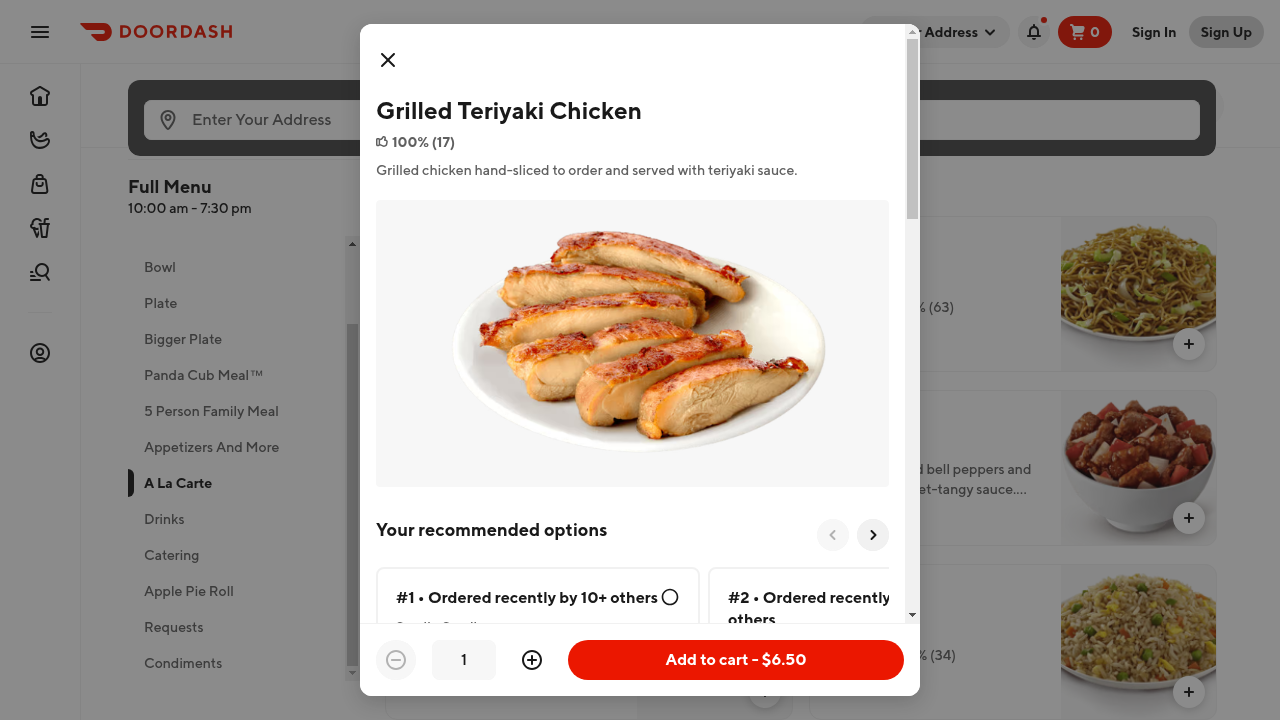 DOORDASH
Address
0
Sign In
Sign Up
Enter Your Address
Full Menu
10:00 am - 7:30 pm
Bowl
Plate
Bigger Plate
Panda Cub Meal™
5 Person Family Meal
Appetizers And More
A La Carte
Drinks
Catering
Apple Pie Roll
Requests
Condiments
Grilled Teriyaki Chicken
100% (17)
Grilled chicken hand-sliced to order and served with teriyaki sauce.
Your recommended options
#1 • Ordered recently by 10+ others
#2 • Ordered recently
others
1
Add to cart - $6.50
% (63)
bell peppers and
et-tangy sauce....
% (34)